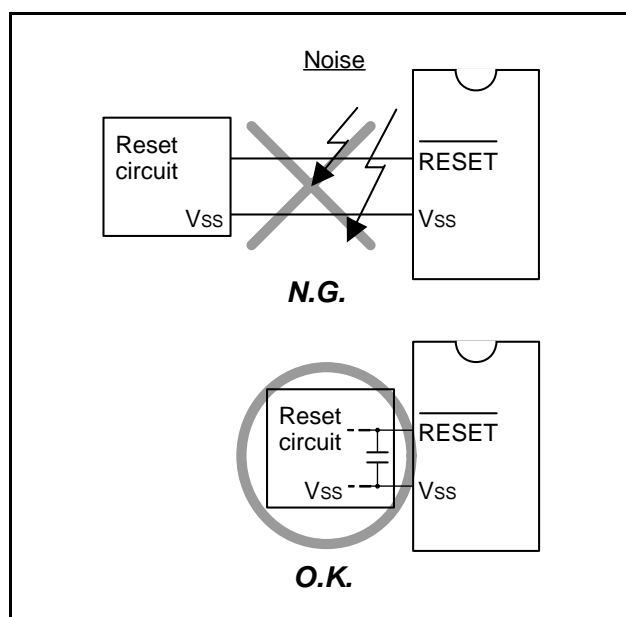 Noise
Reset
circuit
VSS
RESET
VSS
N.G.
Reset
circuit
VSS
RESET
VSS
O.K.